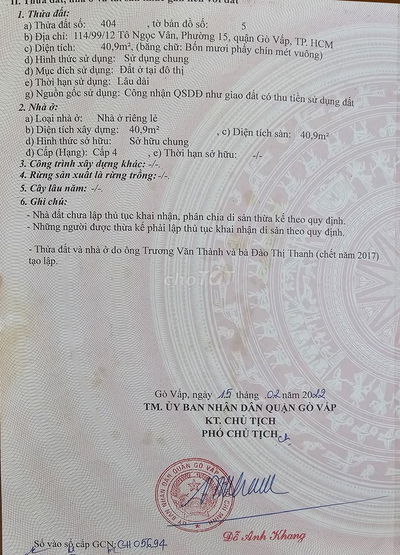 II. Thửa đất, nhà ở và tài sản khác gắn liền với đất
1. Thửa đất:
a) Thửa đất số: 404 , tờ bản đồ số: 5
b) Địa chỉ: 114/99/12 Tô Ngọc Vân, Phường 15, quận Gò Vấp, TP. HCM
c) Diện tích: 40,9m², (bằng chữ: Bốn mươi phẩy chín mét vuông)
d) Hình thức sử dụng: Sử dụng chung
đ) Mục đích sử dụng: Đất ở tại đô thị
e) Thời hạn sử dụng: Lâu dài
g) Nguồn gốc sử dụng: Công nhận QSDĐ như giao đất có thu tiền sử dụng đất
2. Nhà ở:
a) Loại nhà ở: Nhà ở riêng lẻ
b) Diện tích xây dựng: 40,9m² , c) Diện tích sàn: 40,9m²
d) Hình thức sở hữu: Sở hữu chung
đ) Cấp (Hạng): Cấp 4 , e) Thời hạn sở hữu: -/-
3. Công trình xây dựng khác: -/-
4. Rừng sản xuất là rừng trồng: -/-
5. Cây lâu năm: -/-
6. Ghi chú:
- Nhà đất chưa lập thủ tục khai nhận, phân chia di sản thừa kế theo quy định.
- Những người được thừa kế phải lập thủ tục khai nhận di sản theo quy định.
- Thửa đất và nhà ở do ông Trương Văn Thành và bà Đào Thị Thanh (chết năm 2017)
tạo lập.
choTOT
Gò Vấp, ngày 15 tháng 02 năm 2012
TM. ỦY BAN NHÂN DÂN QUẬN GÒ VẤP
KT. CHỦ TỊCH
PHÓ CHỦ TỊCH
Đỗ Anh Khang
Số vào sổ cấp GCN: CH05694